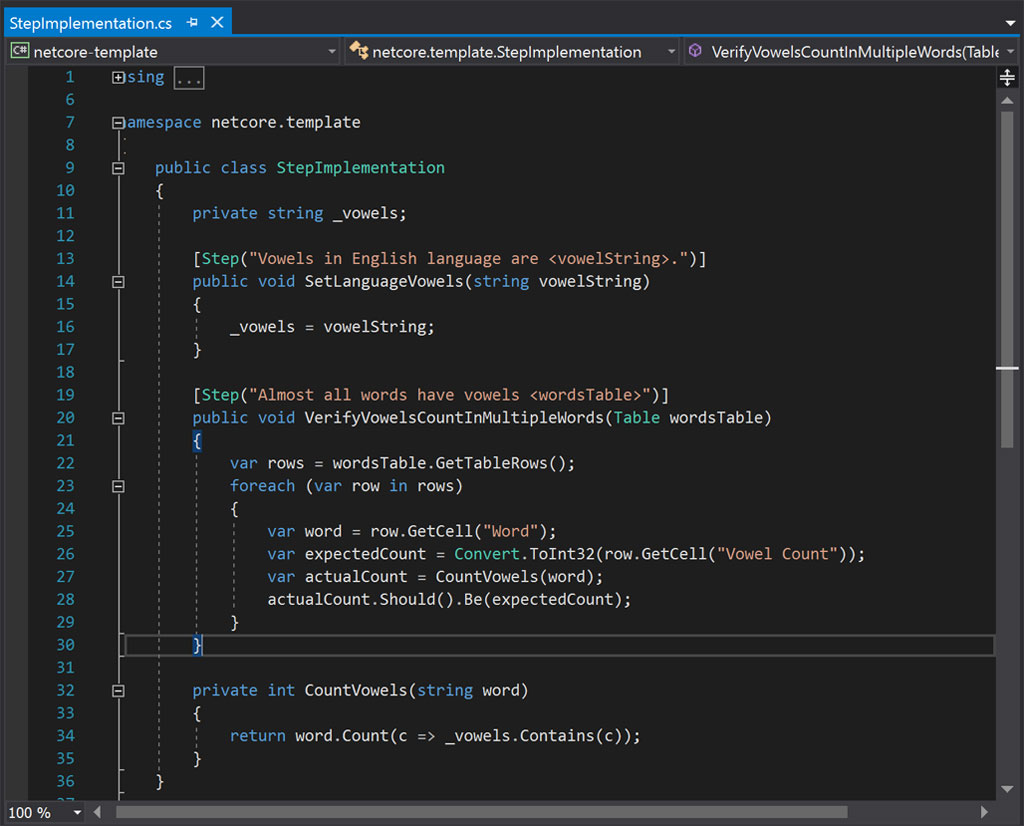 StepImplementation.cs
netcore-template netcore.template.StepImplementation VerifyVowelsCountInMultipleWords(Table
1 sing ...
6
7 amespace netcore.template
8
9 public class StepImplementation
10 {
11 private string _vowels;
12
13 [Step("Vowels in English language are <vowelString>.")]
14 public void SetLanguageVowels(string vowelString)
15 {
16 _vowels = vowelString;
17 }
18
19 [Step("Almost all words have vowels <wordsTable>")]
20 public void VerifyVowelsCountInMultipleWords(Table wordsTable)
21 {
22 var rows = wordsTable.GetTableRows();
23 foreach (var row in rows)
24 {
25 var word = row.GetCell("Word");
26 var expectedCount = Convert.ToInt32(row.GetCell("Vowel Count"));
27 var actualCount = CountVowels(word);
28 actualCount.Should().Be(expectedCount);
29 }
30 }
31
32 private int CountVowels(string word)
33 {
34 return word.Count(c => _vowels.Contains(c));
35 }
36 }
100 %